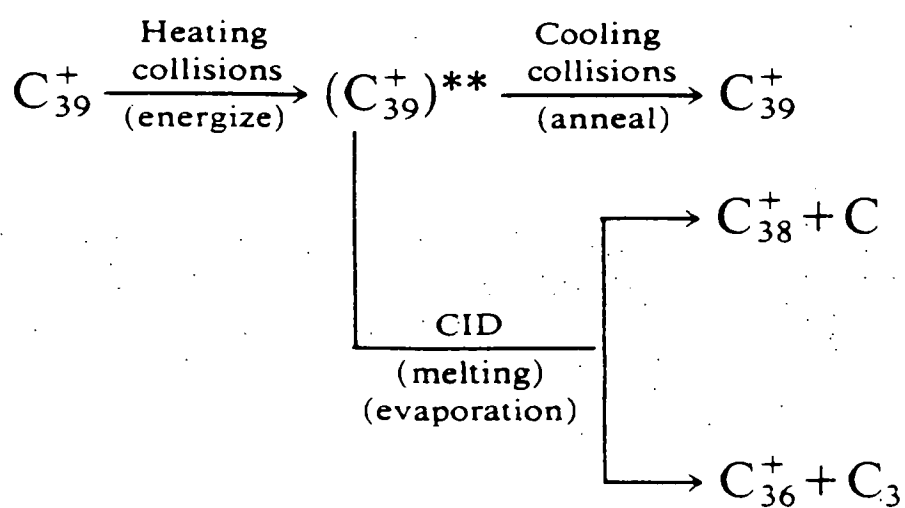 Heating
collisions
C₃₉⁺ → (C₃₉⁺)** → C₃₉⁺
(energize)
Cooling
collisions
(anneal)
C₃₈⁺ + C
CID
(melting)
(evaporation)
C₃₆⁺ + C₃